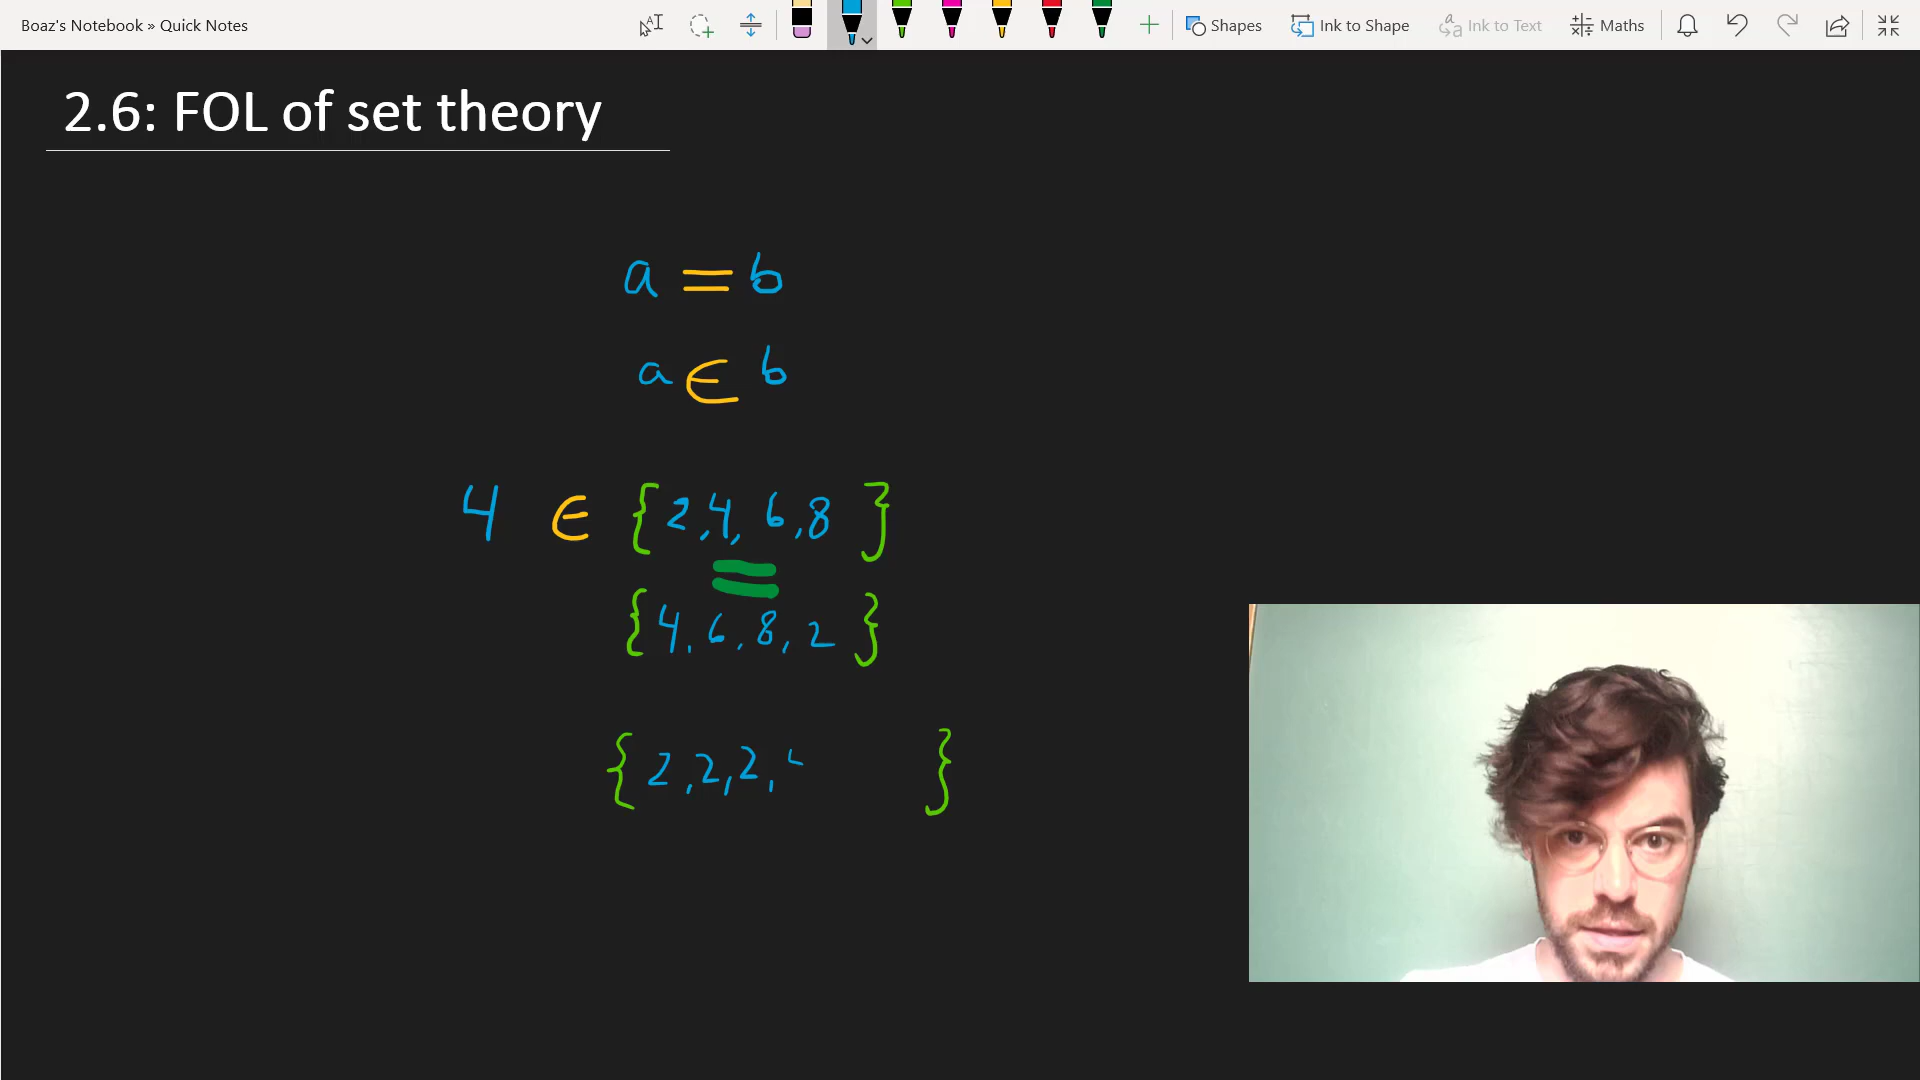 Boaz's Notebook » Quick Notes
Shapes
Ink to Shape
Ink to Text
Maths
2.6: FOL of set theory
a = b
a ∈ b
4 ∈ {2,4, 6,8 }
=
{4, 6, 8, 2 }
{ 2,2,2, }